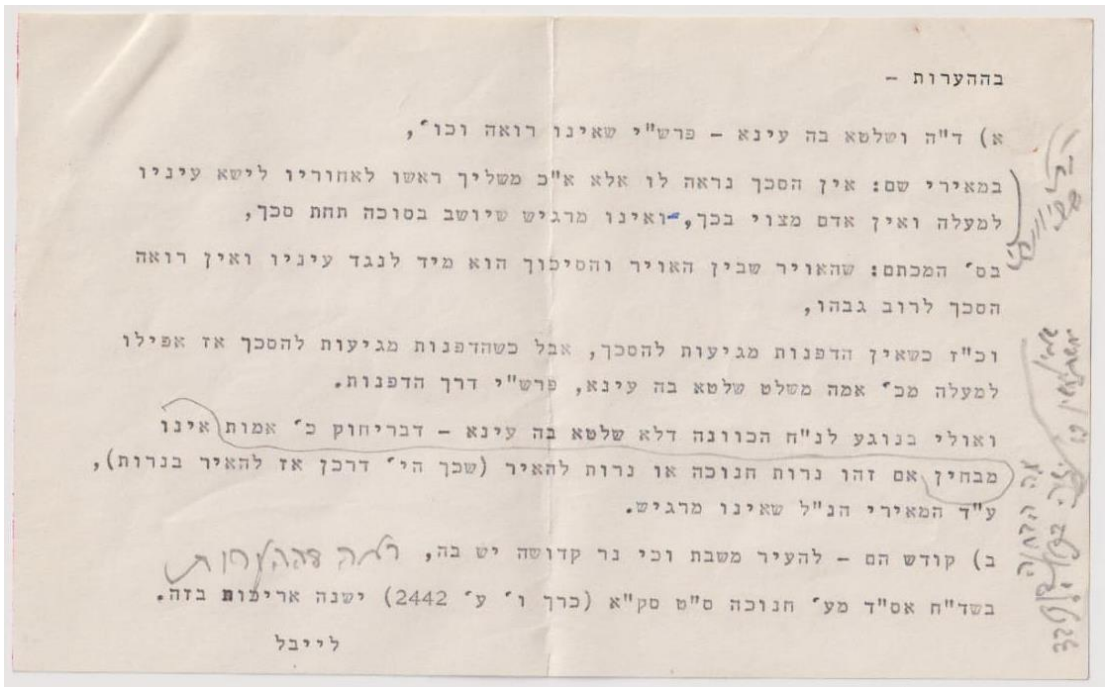 בההערות –
א) ד"ה ושלטא בה עינא – פרש"י שאינו רואה וכו׳,
במאירי שם: אין הסכך נראה לו אלא א"כ משליך ראשו לאחוריו לישא עיניו
למעלה ואין אדם מצוי בכך, ואינו מרגיש שיושב בסוכה תחת סכך,
בס׳ המכתם: שהאויר שבין האויר והסיכוך הוא מיד לנגד עיניו ואין רואה
הסכך לרוב גבהו,
וכ"ז כשאין הדפנות מגיעות להסכך, אבל כשהדפנות מגיעות להסכך אז אפילו
למעלה מכ׳ אמה משלט שלטא בה עינא, פרש"י דרך הדפנות.
ואולי בנוגע לנ"ח הכוונה דלא שלטא בה עינא – דבריחוק כ׳ אמות אינו
מבחין אם זהו נרות חנוכה או נרות להאיר (שכך הי׳ דרכן אז להאיר בנרות),
ע"ד המאירי הנ"ל שאינו מרגיש.
ב) קודש הם – להעיר משבת וכי נר קדושה יש בה,
בשד"ח אס"ד מע׳ חנוכה ס"ט סק"א (כרך ו׳ ע׳ 2442) ישנה אריכות בזה.
לייבל